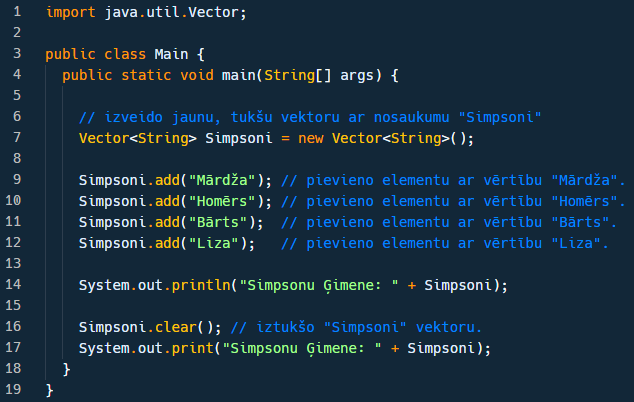 1 import java.util.Vector;
2
3 public class Main {
4 public static void main(String[] args) {
5
6 // izveido jaunu, tukšu vektoru ar nosaukumu "Simpsoni"
7 Vector<String> Simpsoni = new Vector<String>();
8
9 Simpsoni.add("Mārdža"); // pievieno elementu ar vērtību "Mārdža".
10 Simpsoni.add("Homērs"); // pievieno elementu ar vērtību "Homērs".
11 Simpsoni.add("Bārts");  // pievieno elementu ar vērtību "Bārts".
12 Simpsoni.add("Liza");   // pievieno elementu ar vērtību "Liza".
13
14 System.out.println("Simpsonu Ģimene: " + Simpsoni);
15
16 Simpsoni.clear(); // iztukšo "Simpsoni" vektoru.
17 System.out.print("Simpsonu Ģimene: " + Simpsoni);
18 }
19 }